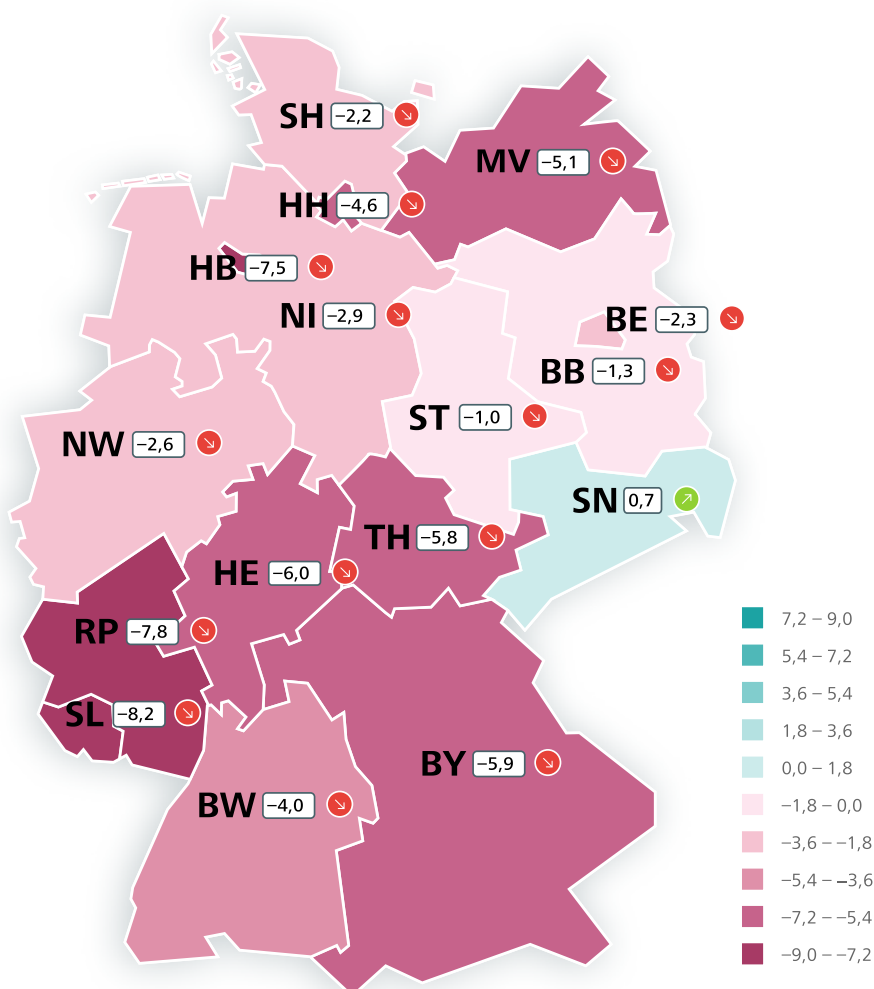 SH −2,2
MV −5,1
HH −4,6
HB −7,5
NI −2,9
BE −2,3
BB −1,3
ST −1,0
NW −2,6
SN 0,7
TH −5,8
HE −6,0
RP −7,8
SL −8,2
BY −5,9
BW −4,0
7,2 – 9,0
5,4 – 7,2
3,6 – 5,4
1,8 – 3,6
0,0 – 1,8
−1,8 – 0,0
−3,6 – −1,8
−5,4 – −3,6
−7,2 – −5,4
−9,0 – −7,2